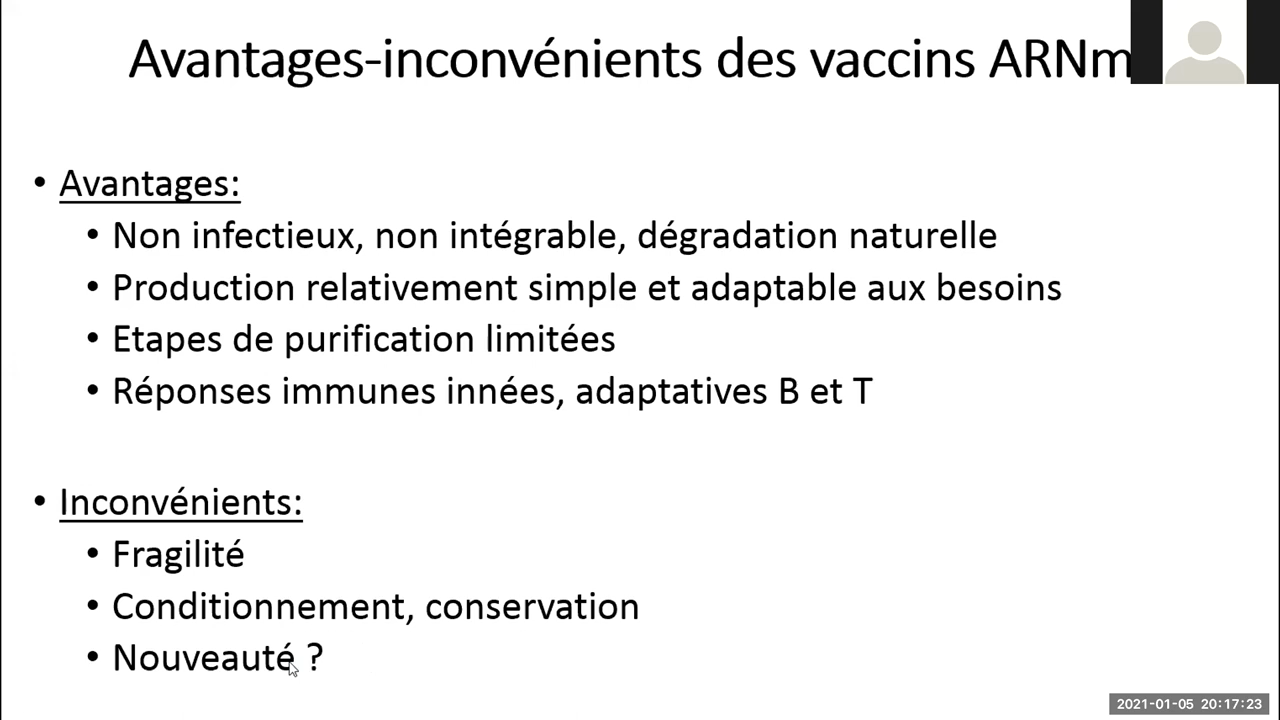 Avantages-inconvénients des vaccins ARNm
• Avantages:
• Non infectieux, non intégrable, dégradation naturelle
• Production relativement simple et adaptable aux besoins
• Etapes de purification limitées
• Réponses immunes innées, adaptatives B et T
• Inconvénients:
• Fragilité
• Conditionnement, conservation
• Nouveauté ?
2021-01-05 20:17:23